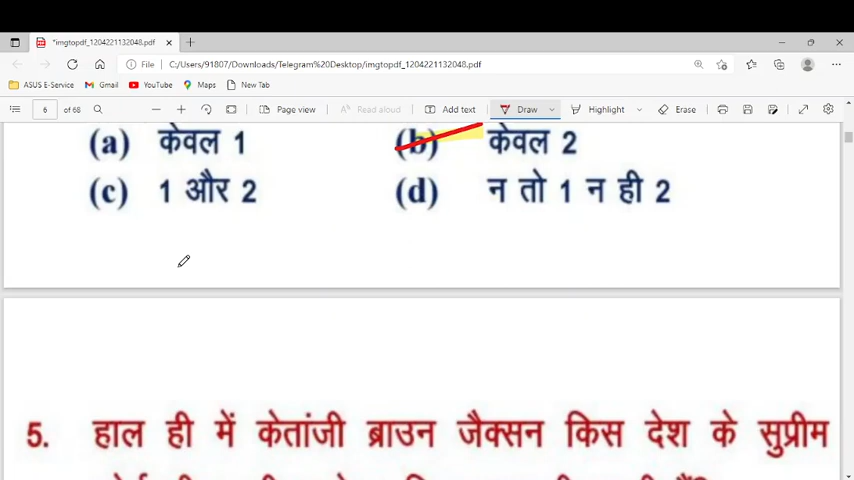 *imgtopdf_1204221132048.pdf
File C:/Users/91807/Downloads/Telegram%20Desktop/imgtopdf_1204221132048.pdf
ASUS E-Service Gmail YouTube Maps New Tab
6 of 68 Page view Read aloud Add text Draw Highlight Erase
(a) केवल 1 (b) केवल 2
(c) 1 और 2 (d) न तो 1 न ही 2
5. हाल ही में केतांजी ब्राउन जैक्सन किस देश के सुप्रीम